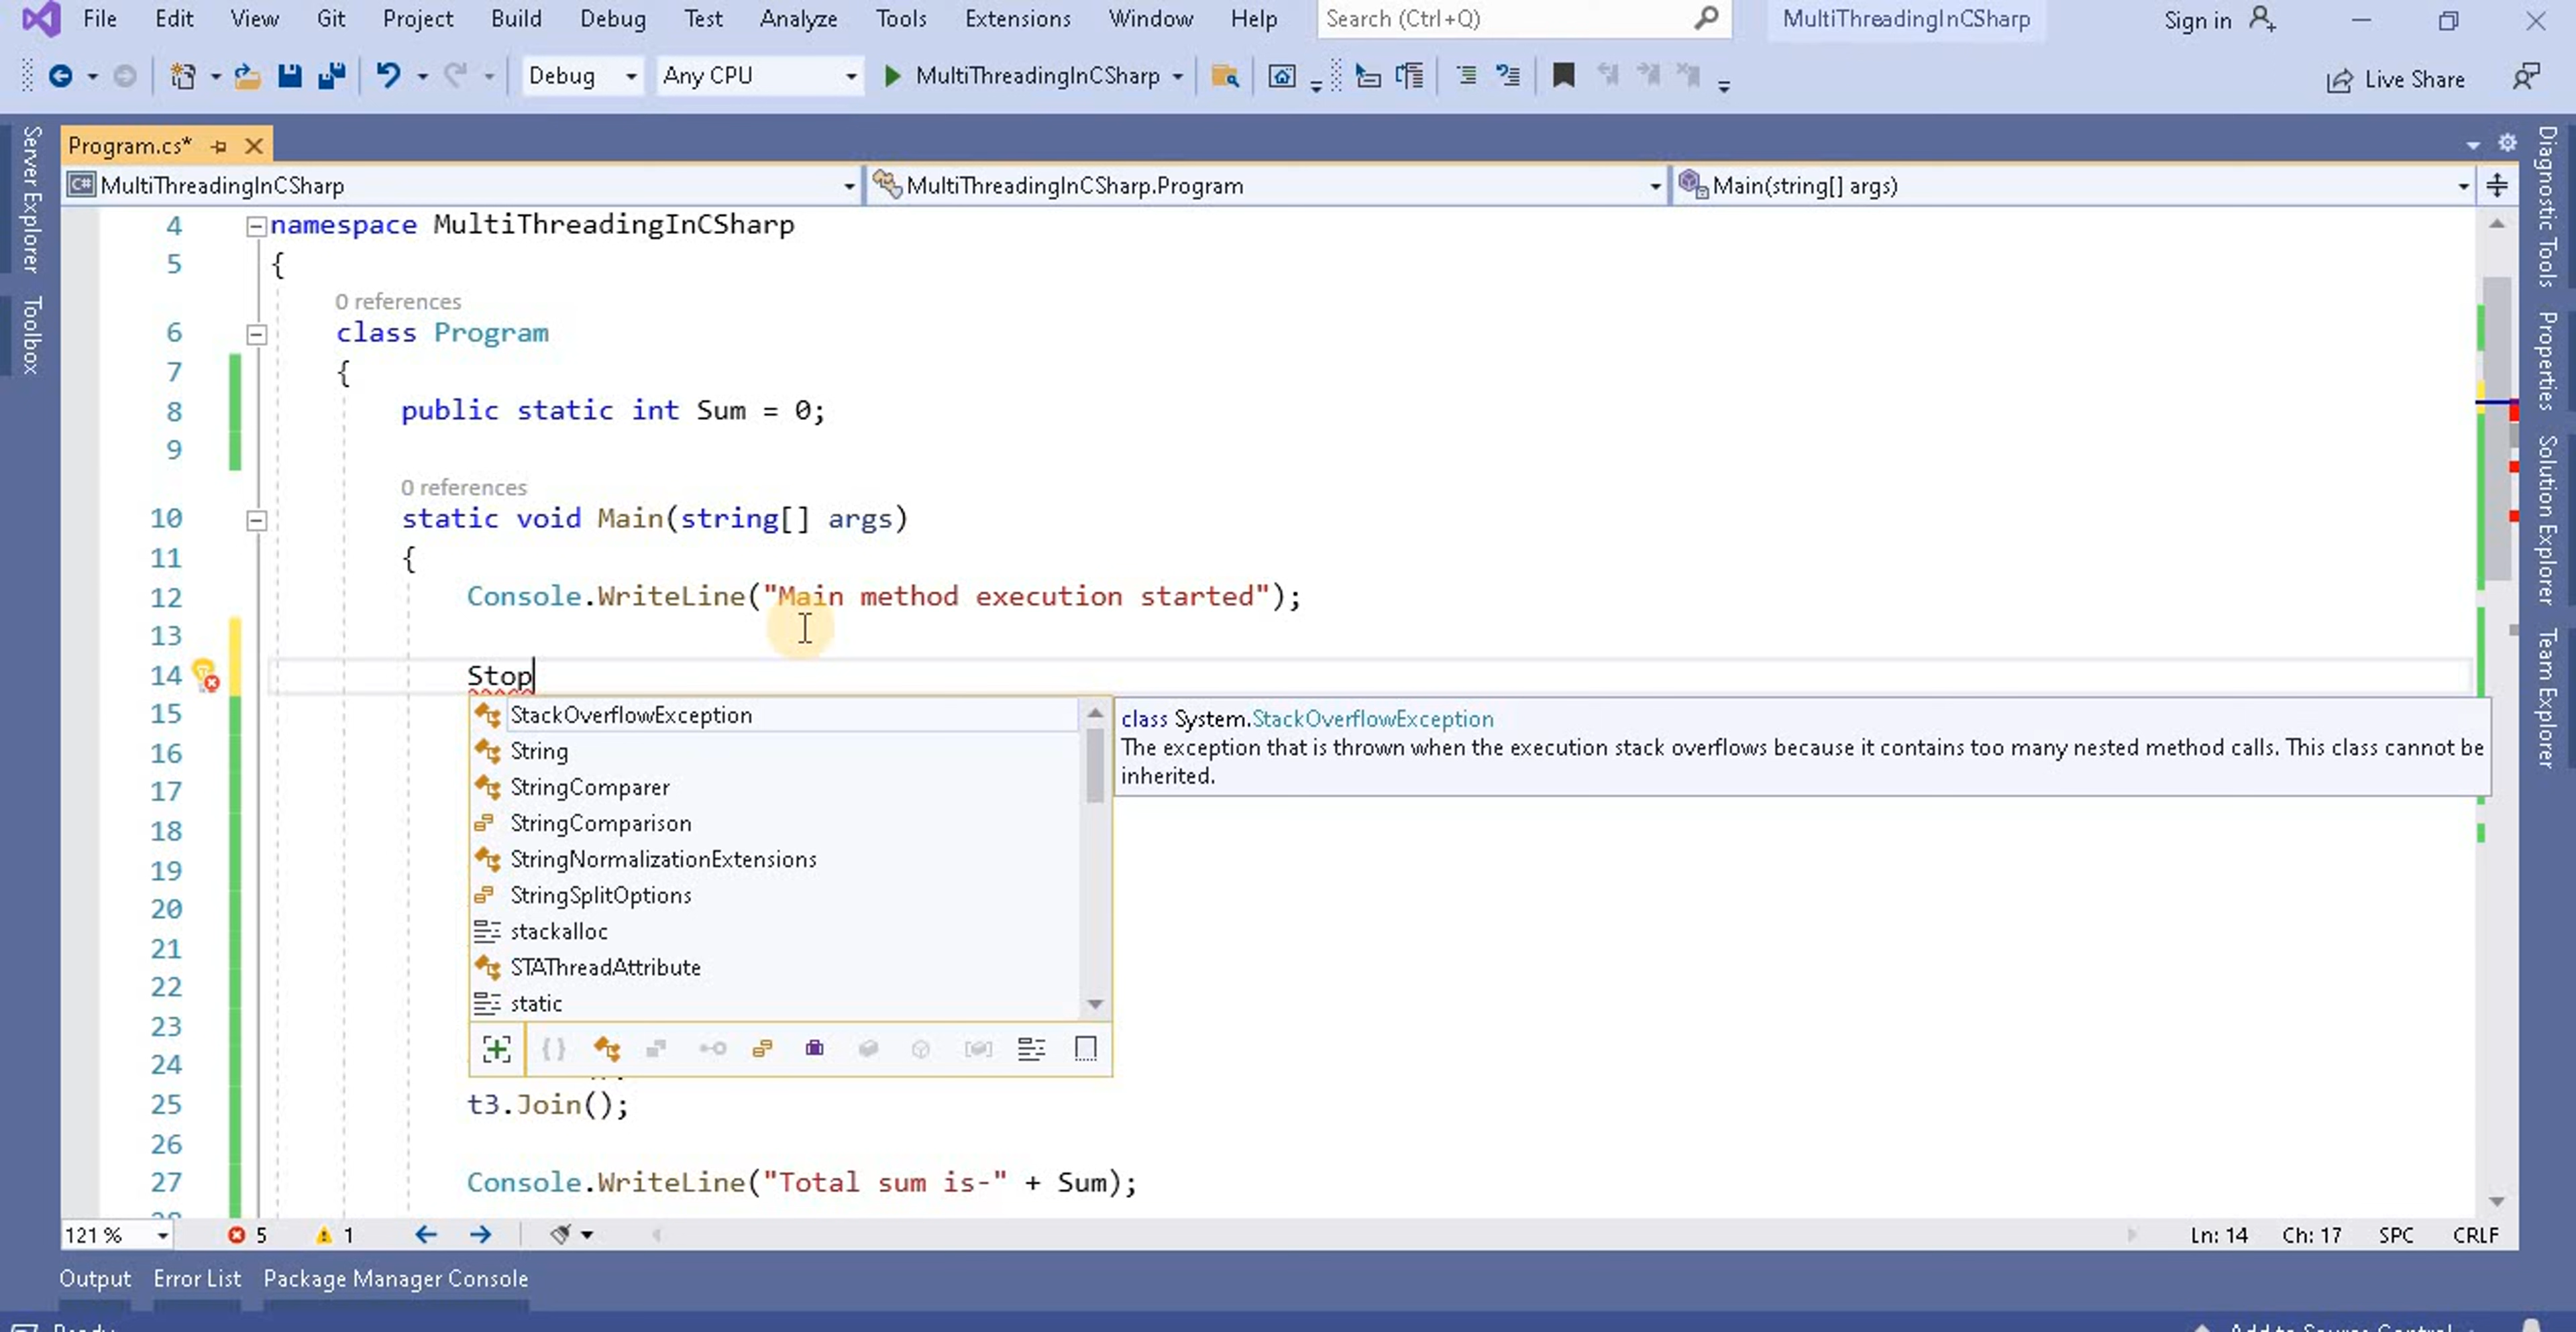 File Edit View Git Project Build Debug Test Analyze Tools Extensions Window Help Search (Ctrl+Q) MultiThreadingInCSharp Sign in
Debug Any CPU MultiThreadingInCSharp Live Share
Server Explorer
Toolbox
Program.cs*
MultiThreadingInCSharp MultiThreadingInCSharp.Program Main(string[] args)
4 namespace MultiThreadingInCSharp
5 {
0 references
6 class Program
7 {
8 public static int Sum = 0;
9
0 references
10 static void Main(string[] args)
11 {
12 Console.WriteLine("Main method execution started");
13
14 Stop
15 StackOverflowException
class System.StackOverflowException
The exception that is thrown when the execution stack overflows because it contains too many nested method calls. This class cannot be
inherited.
16 String
17 StringComparer
18 StringComparison
19 StringNormalizationExtensions
20 StringSplitOptions
21 stackalloc
22 STAThreadAttribute
23 static
24
25 t3.Join();
26
27 Console.WriteLine("Total sum is-" + Sum);
121 % 5 1 Ln: 14 Ch: 17 SPC CRLF
Output Error List Package Manager Console
Diagnostic Tools
Properties
Solution Explorer
Team Explorer